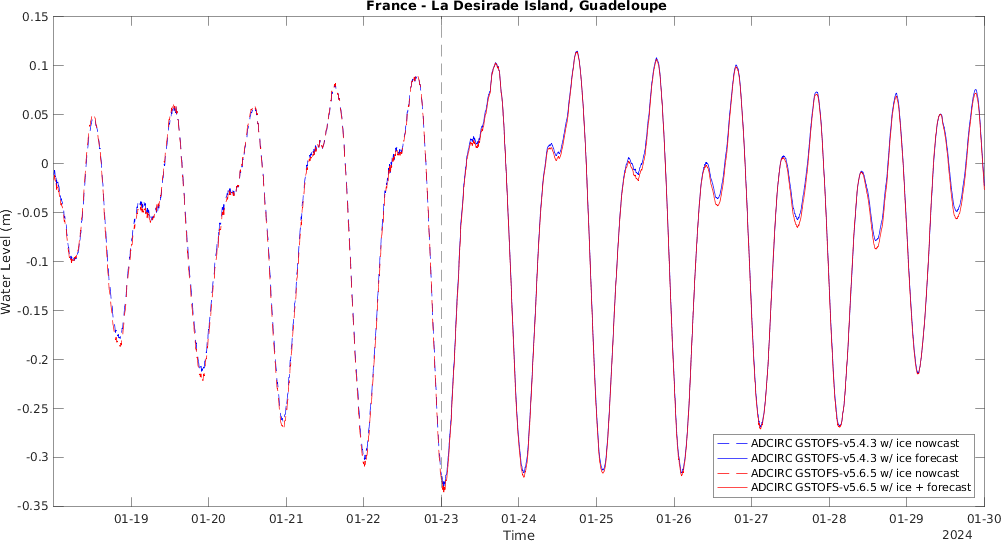 France - La Desirade Island, Guadeloupe
0.15
0.1
0.05
0
-0.05
-0.1
-0.15
-0.2
-0.25
-0.3
-0.35
Water Level (m)
ADCIRC GSTOFS-v5.4.3 w/ ice nowcast
ADCIRC GSTOFS-v5.4.3 w/ ice forecast
ADCIRC GSTOFS-v5.6.5 w/ ice nowcast
ADCIRC GSTOFS-v5.6.5 w/ ice + forecast
01-19 01-20 01-21 01-22 01-23 01-24 01-25 01-26 01-27 01-28 01-29 01-30
Time
2024